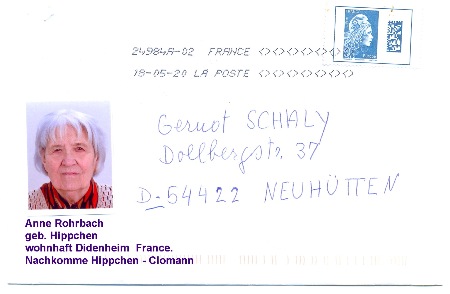 24984A-02 FRANCE
18-05-20 LA POSTE
Gernot SCHALY
Dollbergstr. 37
D-54422 NEUHÜTTEN
Anne Rohrbach
geb. Hippchen
wohnhaft Didenheim France.
Nachkomme Hippchen - Clomann